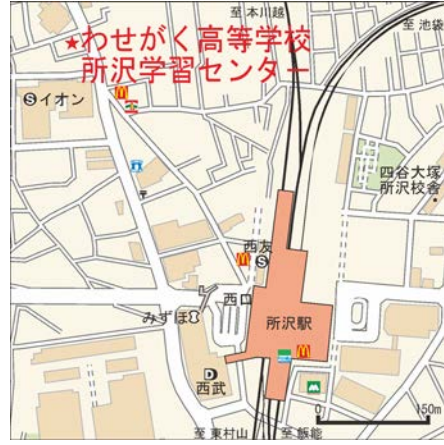 至 本川越
至 池袋
★わせがく高等学校
所沢学習センター
Sイオン
四谷大塚
所沢校舎
西友
S
西口
みずほ
所沢駅
D
西武
0 150m
至 東村山
至 飯能